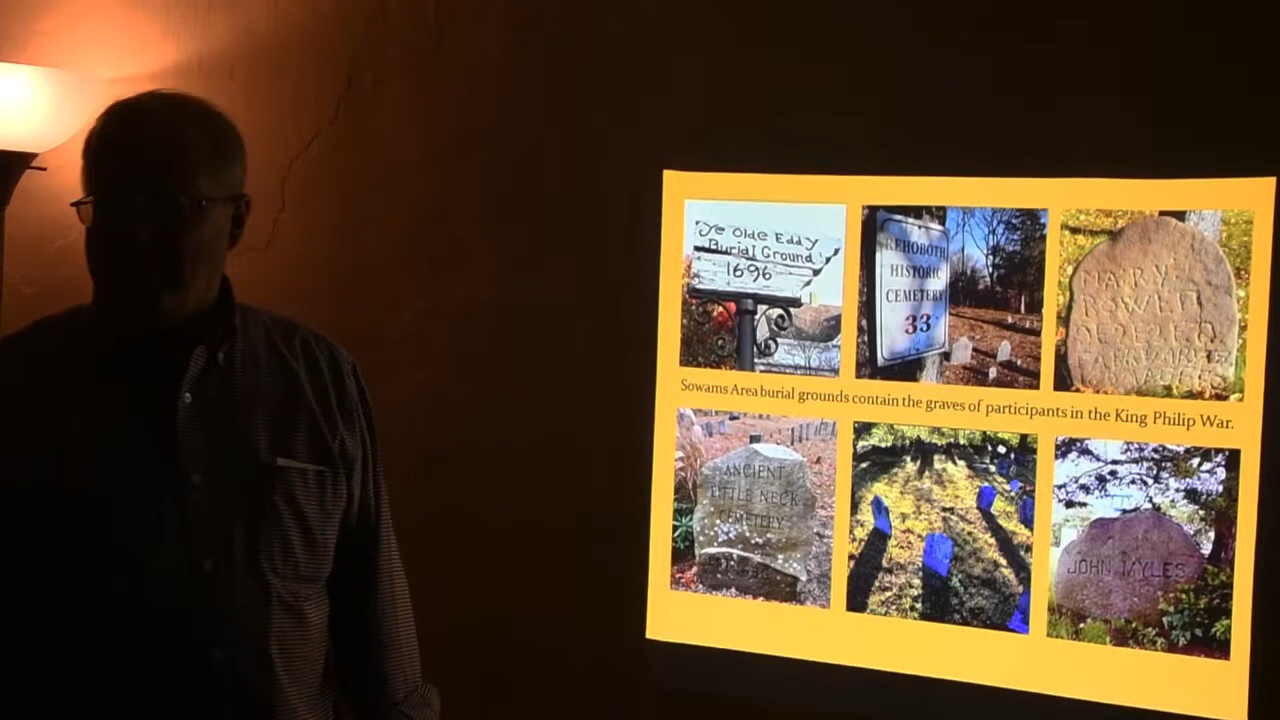 Ye Olde Eddy
Burial Ground
1696
REHOBOTH
HISTORIC
CEMETERY
33
MARY
Sowams Area burial grounds contain the graves of participants in the King Philip War.
ANCIENT
LITTLE NECK
CEMETERY
JOHN MYLES